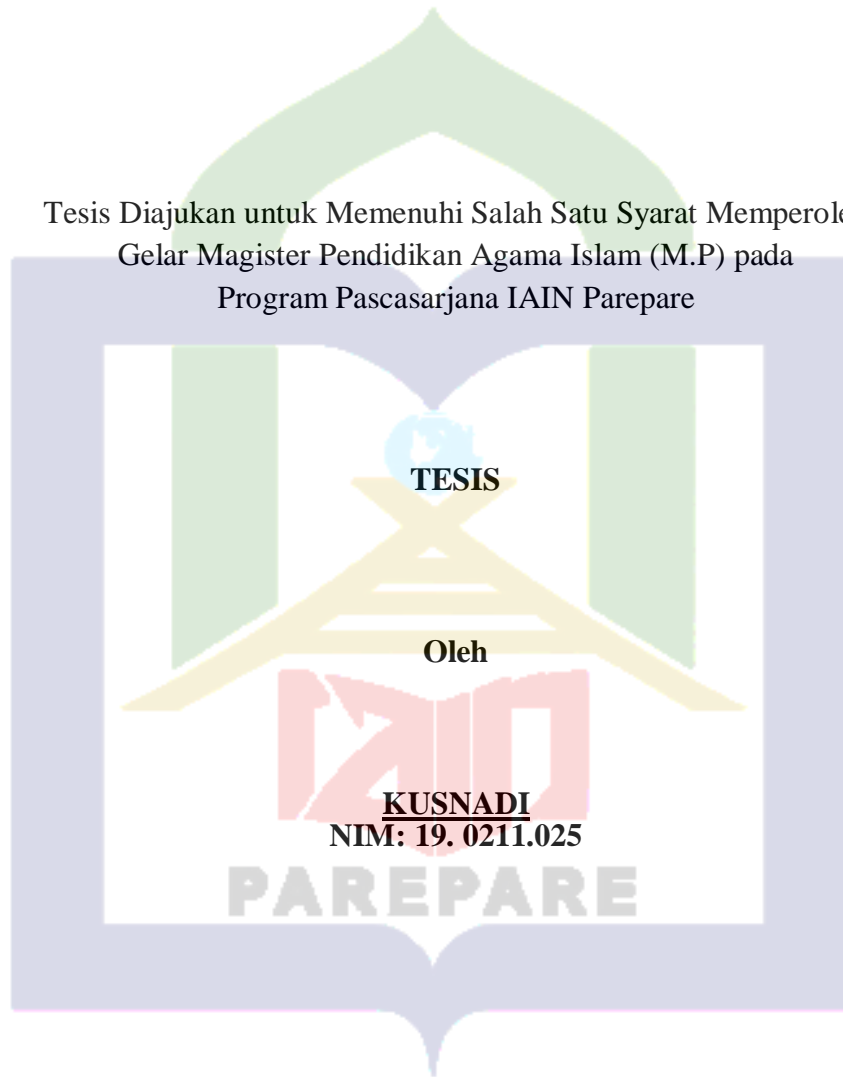 Tesis Diajukan untuk Memenuhi Salah Satu Syarat Memperole
Gelar Magister Pendidikan Agama Islam (M.P) pada
Program Pascasarjana IAIN Parepare
TESIS
Oleh
IAIN
KUSNADI
NIM: 19. 0211.025
PAREPARE